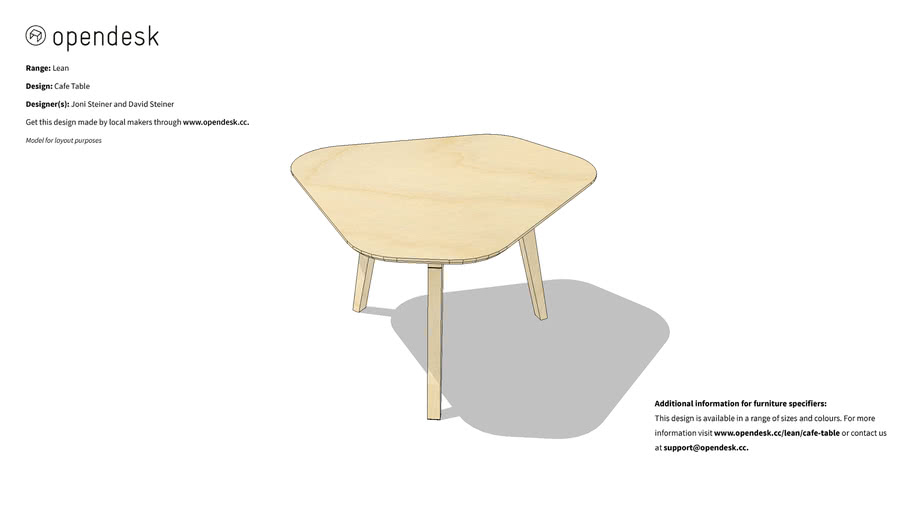 opendesk
Range: Lean
Design: Cafe Table
Designer(s): Joni Steiner and David Steiner
Get this design made by local makers through www.opendesk.cc.
Model for layout purposes
Additional information for furniture specifiers:
This design is available in a range of sizes and colours. For more
information visit www.opendesk.cc/lean/cafe-table or contact us
at support@opendesk.cc.